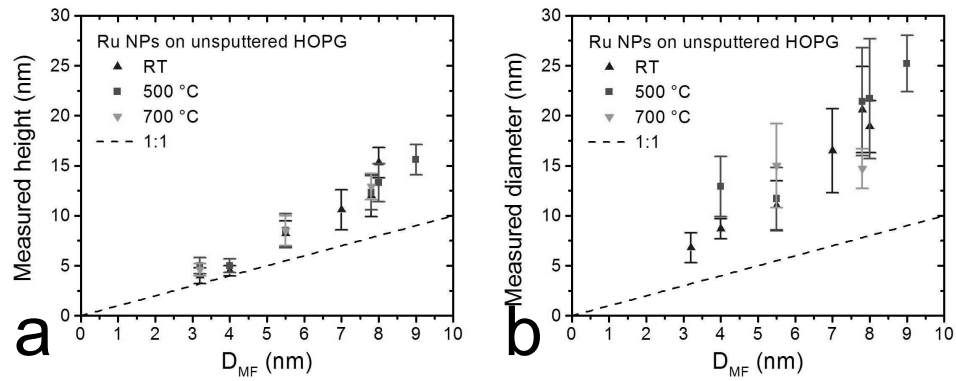 Ru NPs on unsputtered HOPG
RT
500 °C
700 °C
1:1
Measured height (nm)
30
25
20
15
10
5
0
0 1 2 3 4 5 6 7 8 9 10
D_MF (nm)
a
Ru NPs on unsputtered HOPG
RT
500 °C
700 °C
1:1
Measured diameter (nm)
30
25
20
15
10
5
0
0 1 2 3 4 5 6 7 8 9 10
D_MF (nm)
b